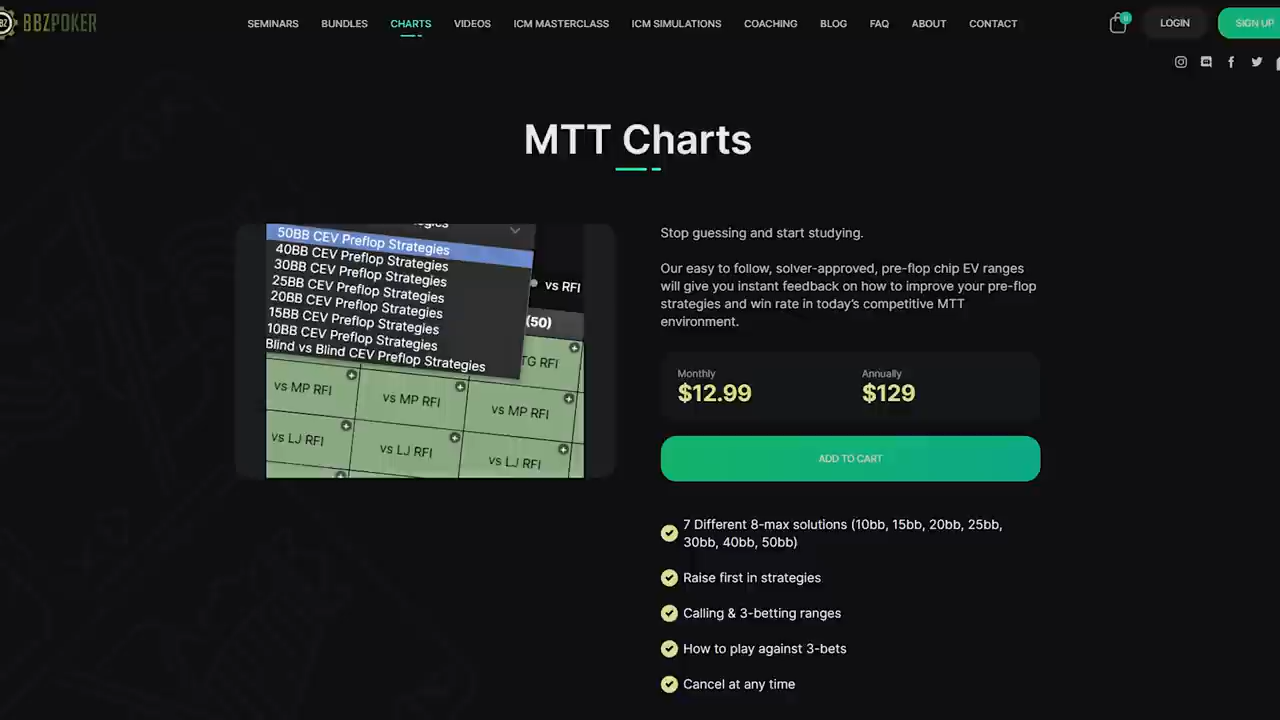 BBZPOKER
SEMINARS BUNDLES CHARTS VIDEOS ICM MASTERCLASS ICM SIMULATIONS COACHING BLOG FAQ ABOUT CONTACT
0
LOGIN
SIGN UP
MTT Charts
50BB CEV Preflop Strategies
40BB CEV Preflop Strategies
30BB CEV Preflop Strategies
25BB CEV Preflop Strategies
20BB CEV Preflop Strategies
15BB CEV Preflop Strategies
10BB CEV Preflop Strategies
Blind vs Blind CEV Preflop Strategies
vs RFI
(50)
TG RFI
vs MP RFI vs MP RFI vs MP RFI
vs LJ RFI vs LJ RFI vs LJ RFI
Stop guessing and start studying.
Our easy to follow, solver-approved, pre-flop chip EV ranges
will give you instant feedback on how to improve your pre-flop
strategies and win rate in today's competitive MTT
environment.
Monthly
$12.99
Annually
$129
ADD TO CART
7 Different 8-max solutions (10bb, 15bb, 20bb, 25bb,
30bb, 40bb, 50bb)
Raise first in strategies
Calling & 3-betting ranges
How to play against 3-bets
Cancel at any time